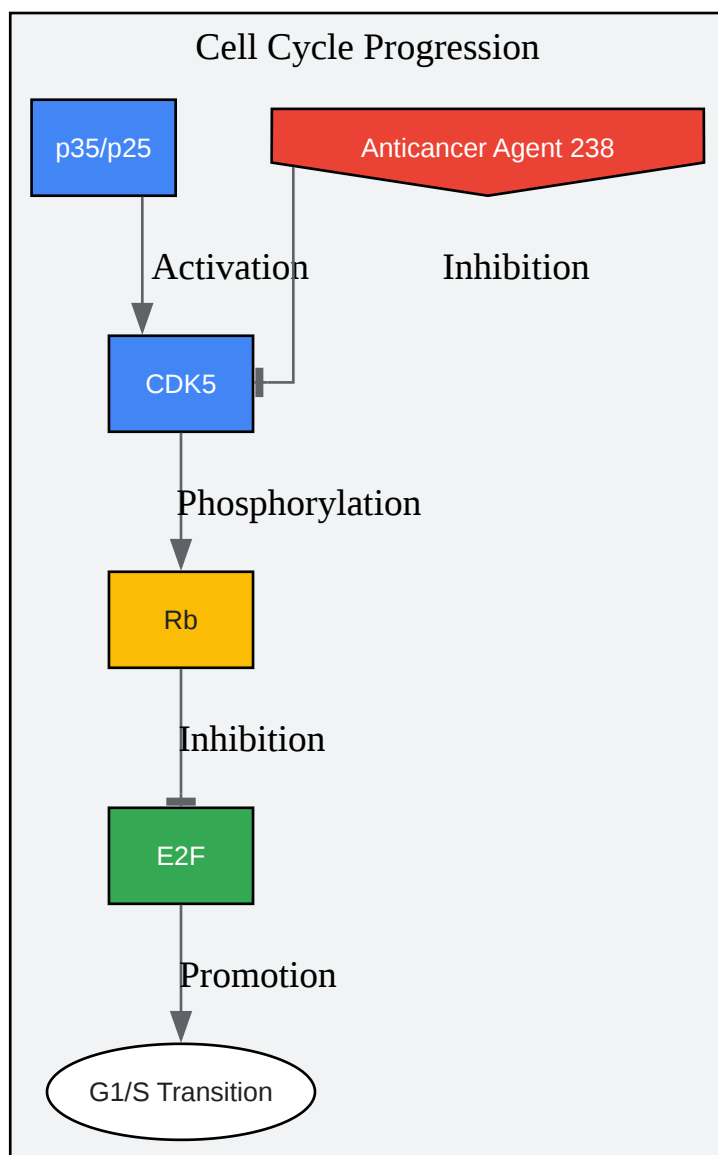 Cell Cycle Progression
p35/p25
Anticancer Agent 238
Activation
Inhibition
CDK5
Phosphorylation
Rb
Inhibition
E2F
Promotion
G1/S Transition